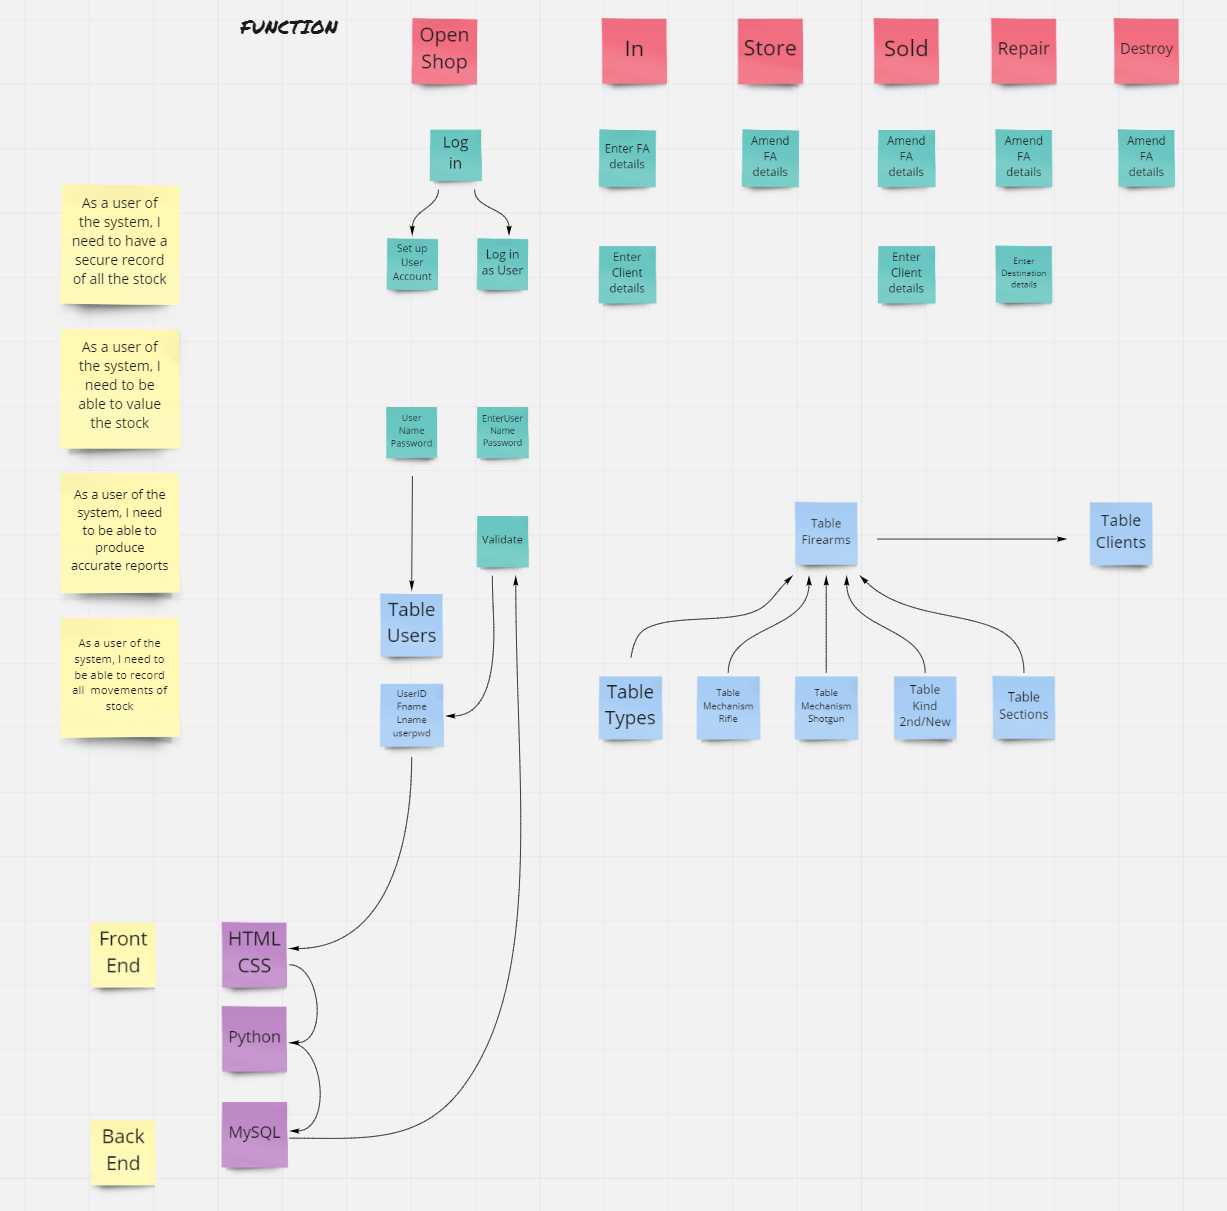 FUNCTION
Open
Shop
In
Store
Sold
Repair
Destroy
Log
in
Enter FA
details
Amend
FA
details
Amend
FA
details
Amend
FA
details
Amend
FA
details
As a user of
the system, I
need to have a
secure record
of all the stock
Set up
User
Account
Log in
as User
Enter
Client
details
Enter
Client
details
Enter
Destination
details
As a user of
the system, I
need to be
able to value
the stock
User
Name
Password
EnterUser
Name
Password
As a user of the
system, I need
to be able to
produce
accurate reports
Validate
Table
Firearms
Table
Clients
Table
Users
As a user of the
system, I need to
be able to record
all movements of
stock
UserID
Fname
Lname
userpwd
Table
Types
Table
Mechanism
Rifle
Table
Mechanism
Shotgun
Table
Kind
2nd/New
Table
Sections
Front
End
HTML
CSS
Python
Back
End
MySQL